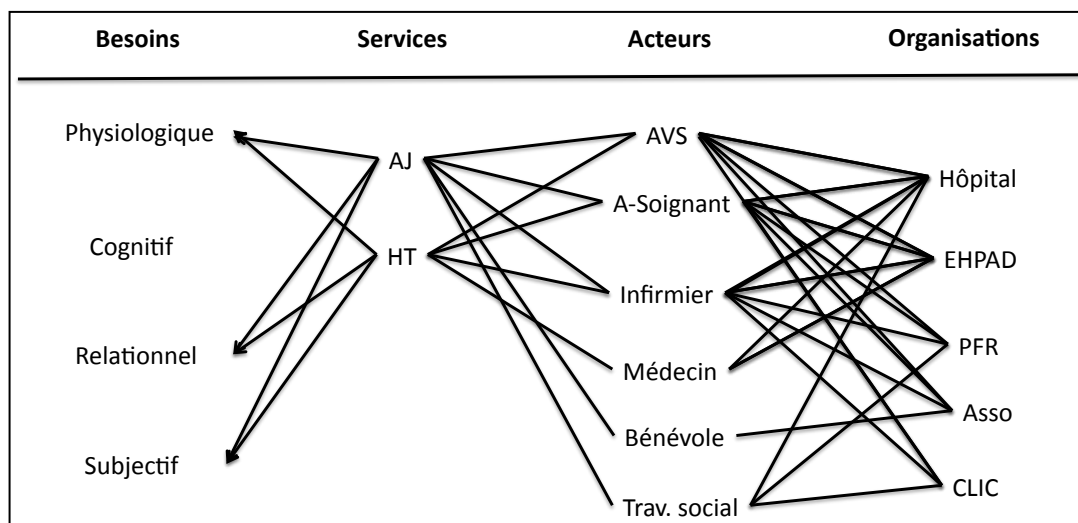 Besoins Services Acteurs Organisations
Physiologique
Cognitif
Relationnel
Subjectif
AJ
HT
AVS
A-Soignant
Infirmier
Médecin
Bénévole
Trav. social
Hôpital
EHPAD
PFR
Asso
CLIC